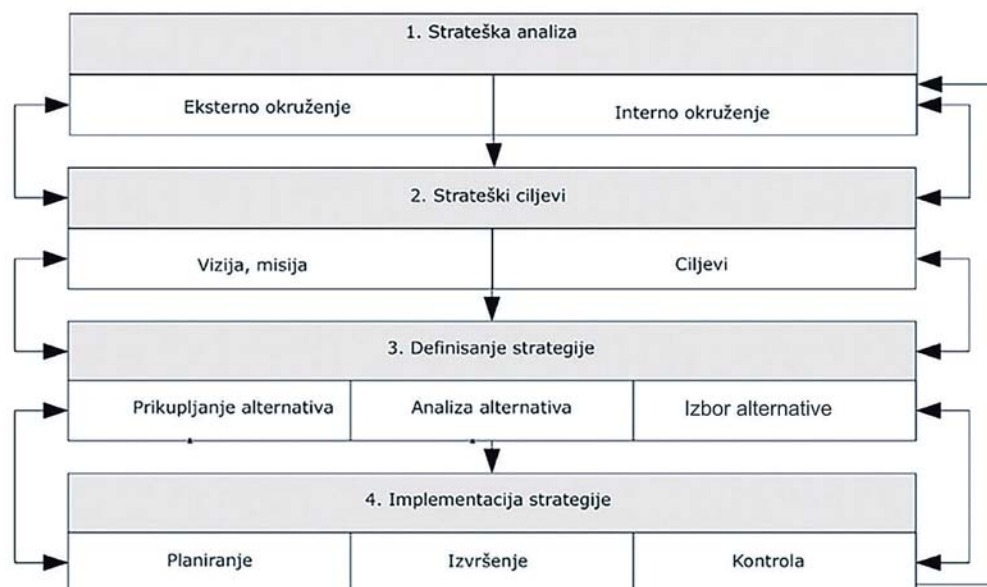 1. Strateška analiza
Eksterno okruženje
Interno okruženje
2. Strateški ciljevi
Vizija, misija
Ciljevi
3. Definisanje strategije
Prikupljanje alternativa
Analiza alternativa
Izbor alternative
4. Implementacija strategije
Planiranje
Izvršenje
Kontrola